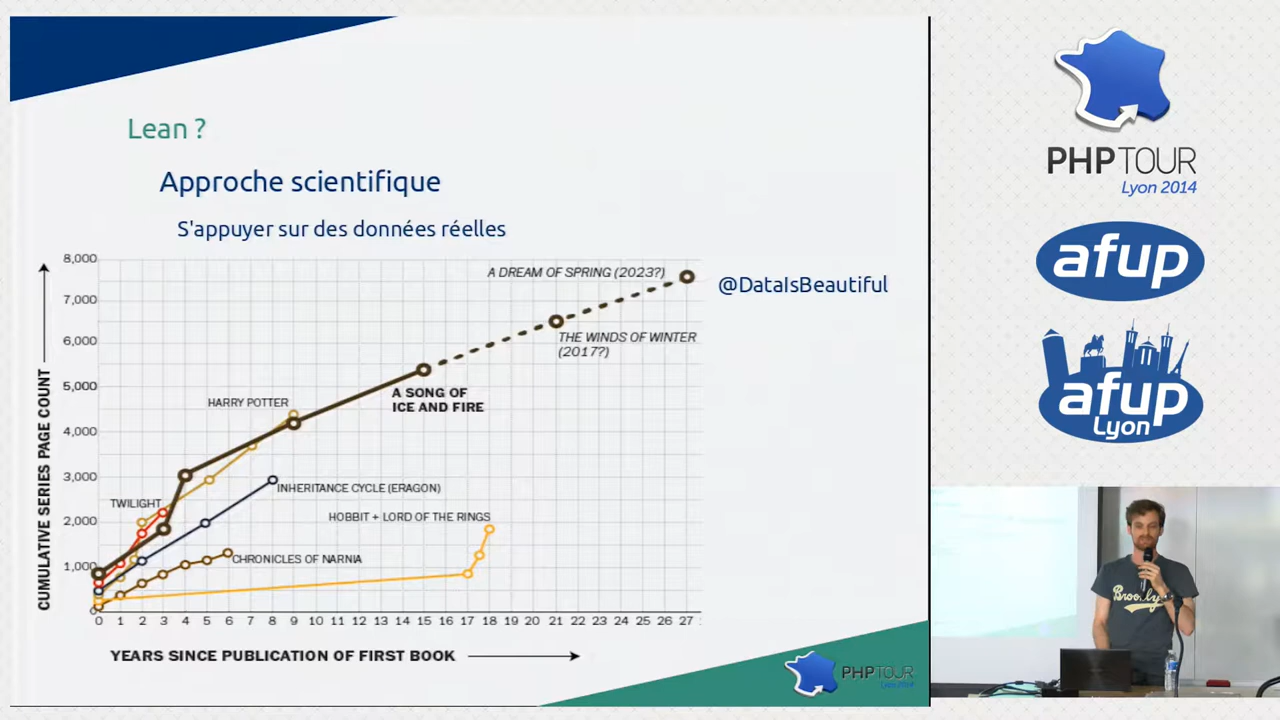 Lean ?
Approche scientifique
S'appuyer sur des données réelles
@DataIsBeautiful
CUMULATIVE SERIES PAGE COUNT
8,000
7,000
6,000
5,000
4,000
3,000
2,000
1,000
0
A DREAM OF SPRING (2023?)
THE WINDS OF WINTER
(2017?)
A SONG OF
ICE AND FIRE
HARRY POTTER
TWILIGHT
INHERITANCE CYCLE (ERAGON)
HOBBIT + LORD OF THE RINGS
CHRONICLES OF NARNIA
0 1 2 3 4 5 6 7 8 9 10 11 12 13 14 15 16 17 18 19 20 21 22 23 24 25 26 27
YEARS SINCE PUBLICATION OF FIRST BOOK
PHPTOUR
Lyon 2014
PHPTOUR
Lyon 2014
afup
afup
Lyon
Brooklyn